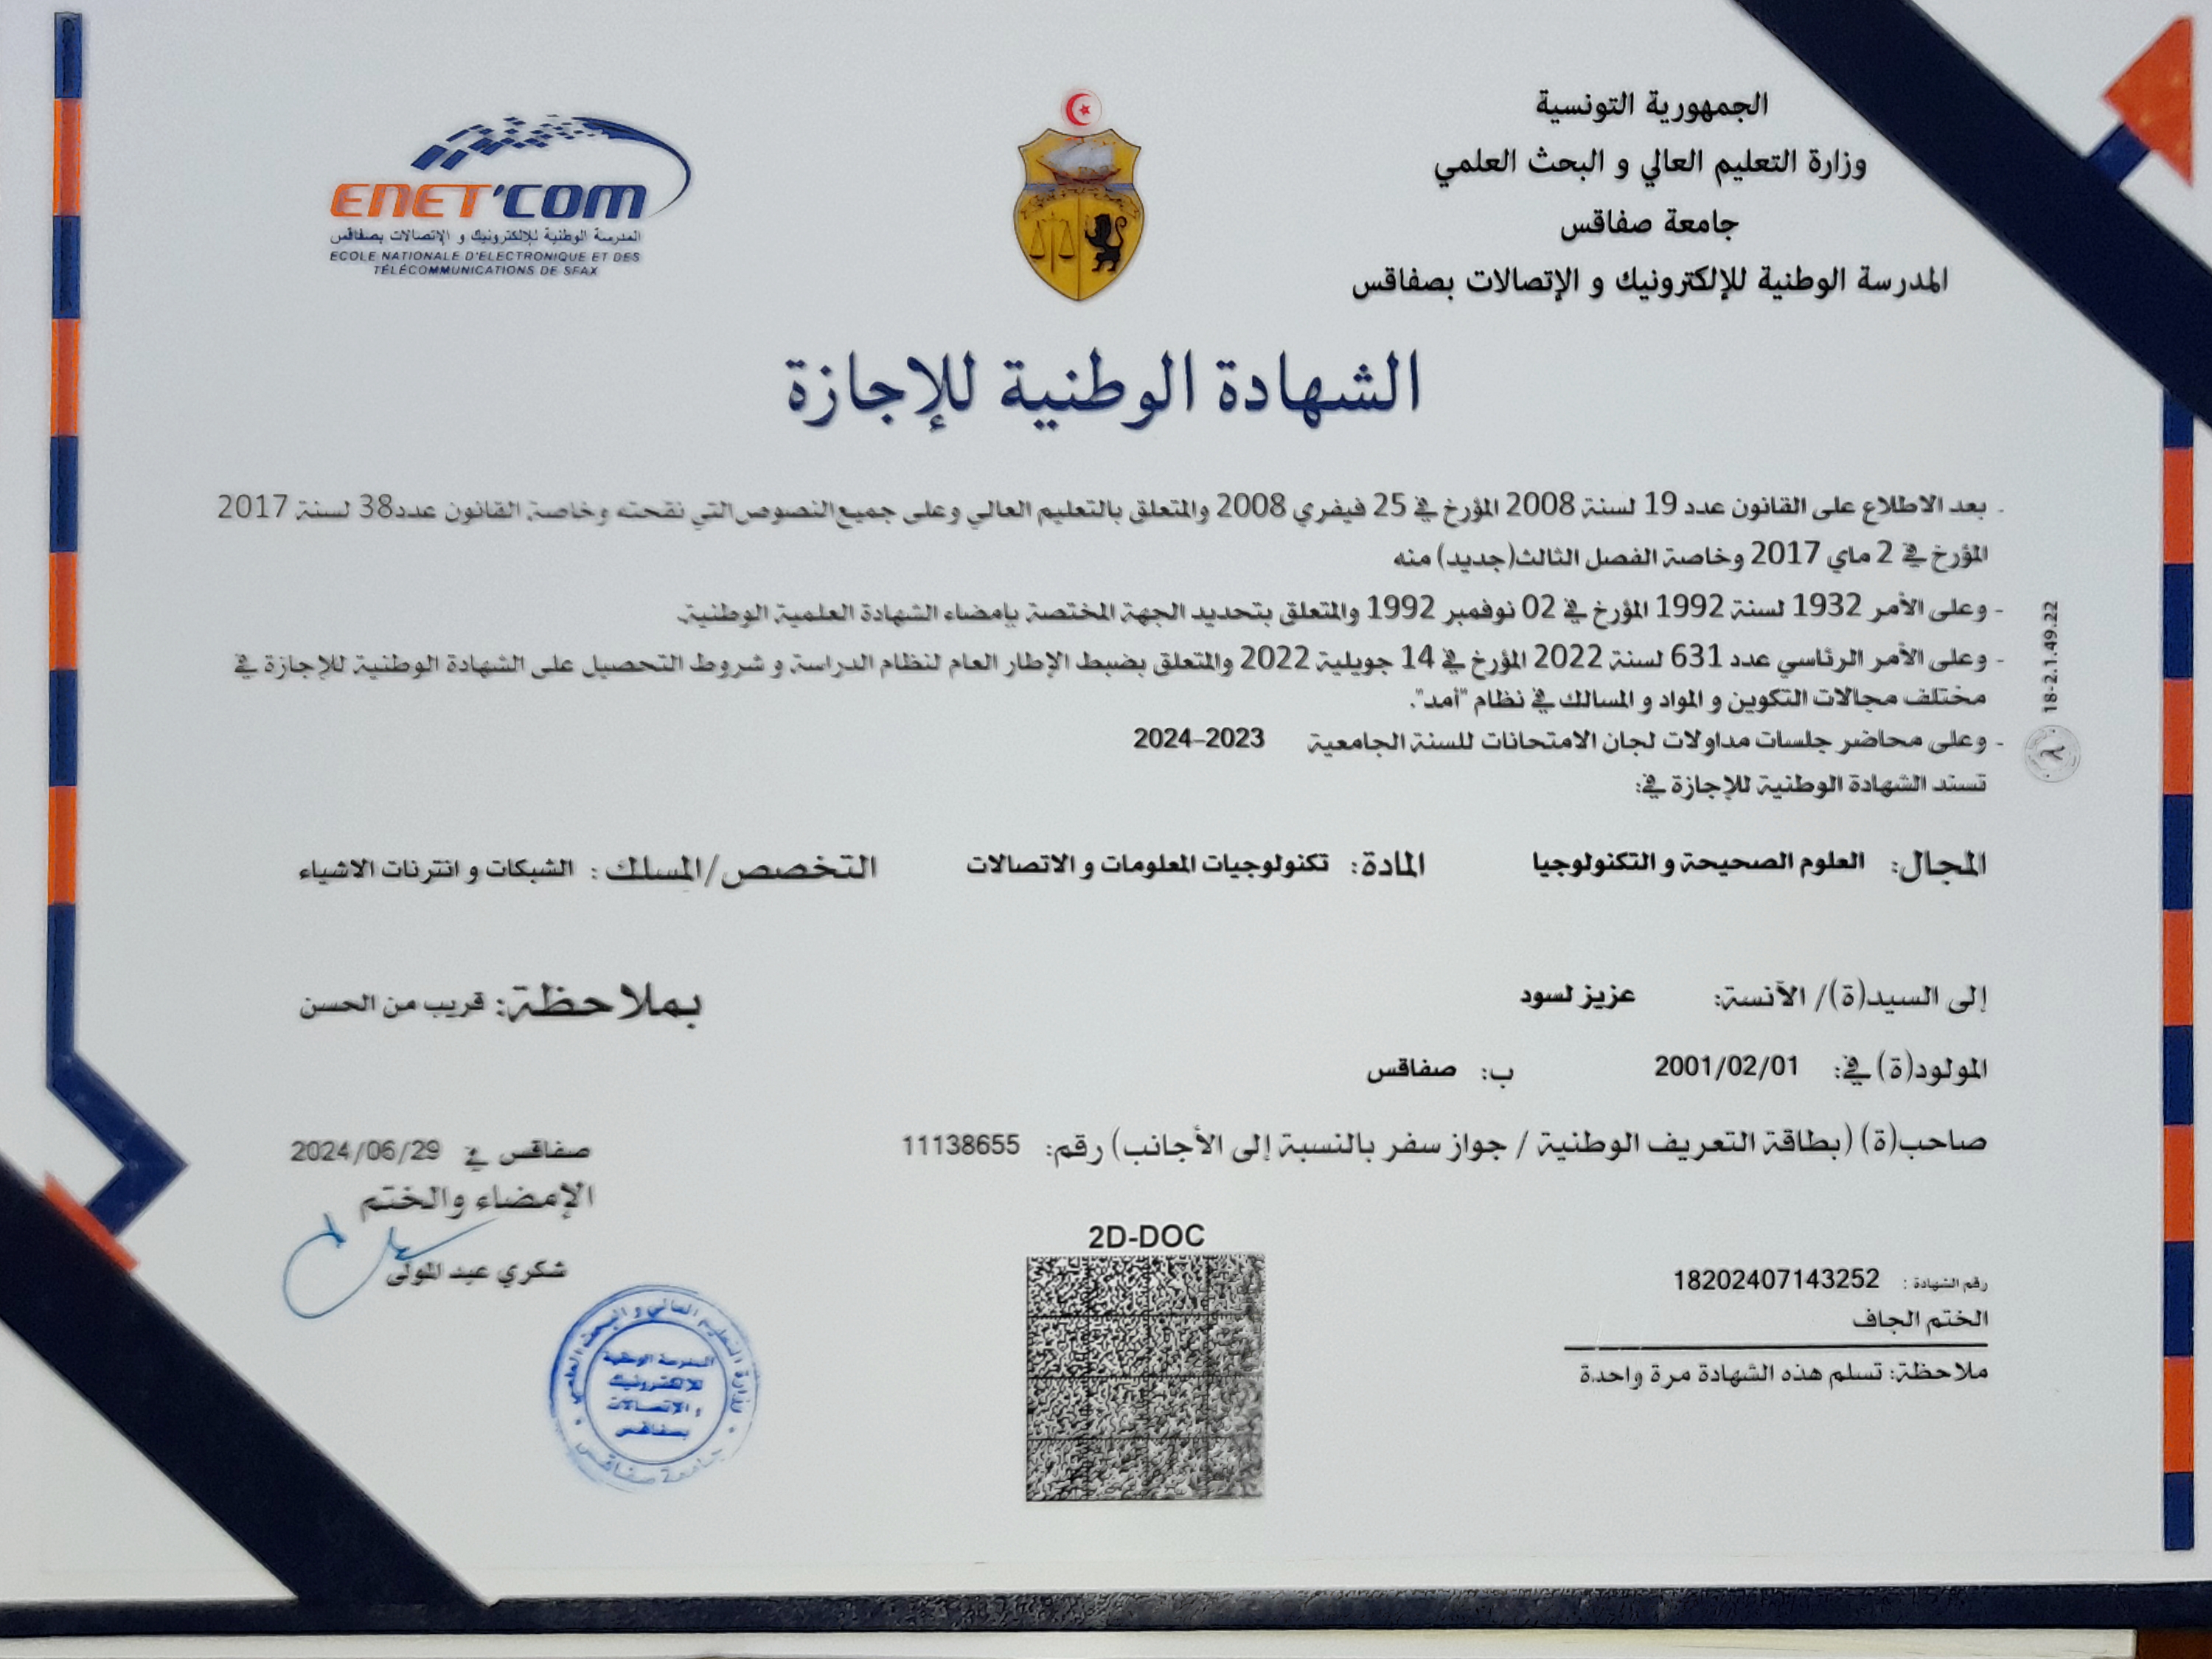 الجمهورية التونسية
وزارة التعليم العالي و البحث العلمي
جامعة صفاقس
المدرسة الوطنية للإلكترونيك و الإتصالات بصفاقس
ENET'COM
المدرسة الوطنية للإلكترونيك و الإتصالات بصفاقس
ECOLE NATIONALE D'ELECTRONIQUE ET DES
TÉLÉCOMMUNICATIONS DE SFAX
الشهادة الوطنية للإجازة
- بعد الاطلاع على القانون عدد 19 لسنة 2008 المؤرخ في 25 فيفري 2008 والمتعلق بالتعليم العالي وعلى جميع النصوص التي نقحته وخاصة القانون عدد38 لسنة 2017
المؤرخ في 2 ماي 2017 وخاصة الفصل الثالث(جديد) منه
- وعلى الأمر 1932 لسنة 1992 المؤرخ في 02 نوفمبر 1992 والمتعلق بتحديد الجهة المختصة بإمضاء الشهادة العلمية الوطنية.
- وعلى الأمر الرئاسي عدد 631 لسنة 2022 المؤرخ في 14 جويلية 2022 والمتعلق بضبط الإطار العام لنظام الدراسة و شروط التحصيل على الشهادة الوطنية للإجازة في
مختلف مجالات التكوين و المواد و المسالك في نظام "أمد".
- وعلى محاضر جلسات مداولات لجان الامتحانات للسنة الجامعية 2023-2024
تسند الشهادة الوطنية للإجازة في:
18-2.1.49.22
المجال: العلوم الصحيحة و التكنولوجيا المادة: تكنولوجيات المعلومات و الاتصالات التخصص/المسلك : الشبكات و انترنات الاشياء
إلى السيد(ة)/ الآنسة: عزيز لسود بملاحظة: قريب من الحسن
المولود(ة) في: 2001/02/01 ب: صفاقس
صاحب(ة) (بطاقة التعريف الوطنية / جواز سفر بالنسبة إلى الأجانب) رقم: 11138655
صفاقس في 2024/06/29
الإمضاء والختم
شكري عبد المولى
وزارة التعليم العالي و البحث العلمي
المدرسة الوطنية
للإلكترونيك
و الإتصالات
بصفاقس
جامعة صفاقس
2D-DOC
رقم الشهادة : 18202407143252
الختم الجاف
ملاحظة: تسلم هذه الشهادة مرة واحدة